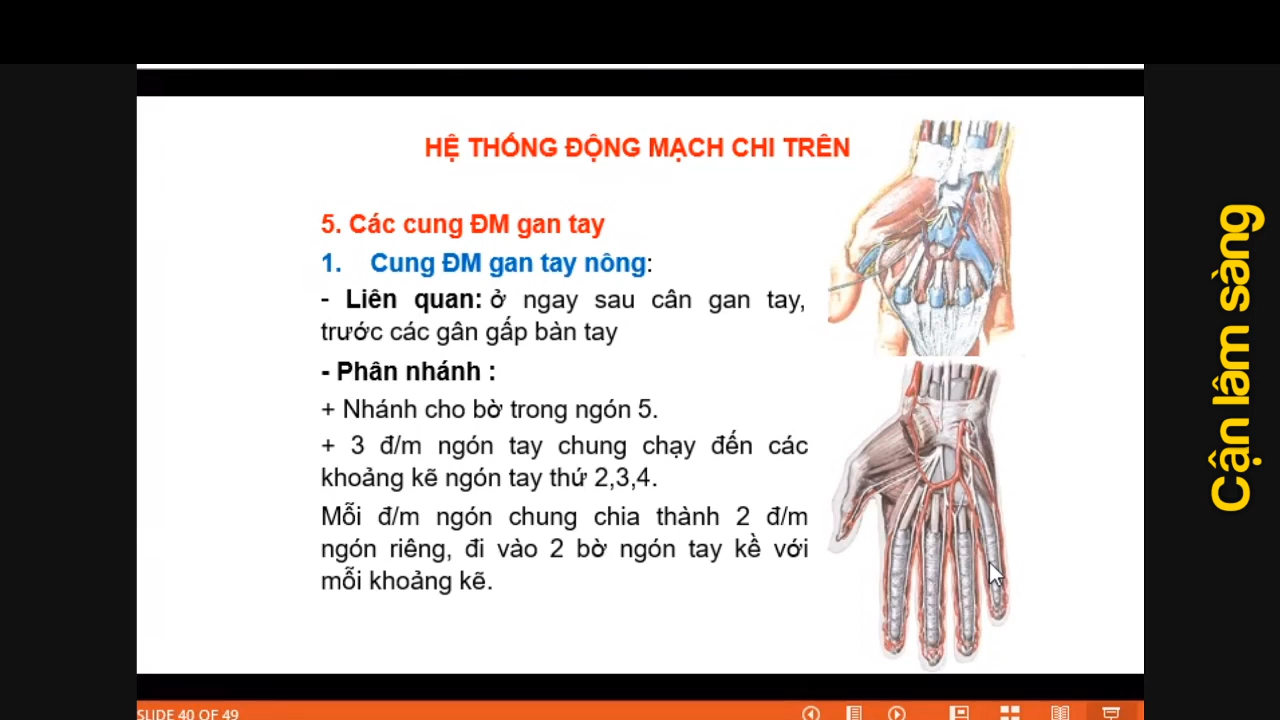 HỆ THỐNG ĐỘNG MẠCH CHI TRÊN
5. Các cung ĐM gan tay
1. Cung ĐM gan tay nông:
- Liên quan: ở ngay sau cân gan tay,
trước các gân gấp bàn tay
- Phân nhánh :
+ Nhánh cho bờ trong ngón 5.
+ 3 đ/m ngón tay chung chạy đến các
khoảng kẽ ngón tay thứ 2,3,4.
Mỗi đ/m ngón chung chia thành 2 đ/m
ngón riêng, đi vào 2 bờ ngón tay kề với
mỗi khoảng kẽ.
Cận lâm sàng
SLIDE 40 OF 49